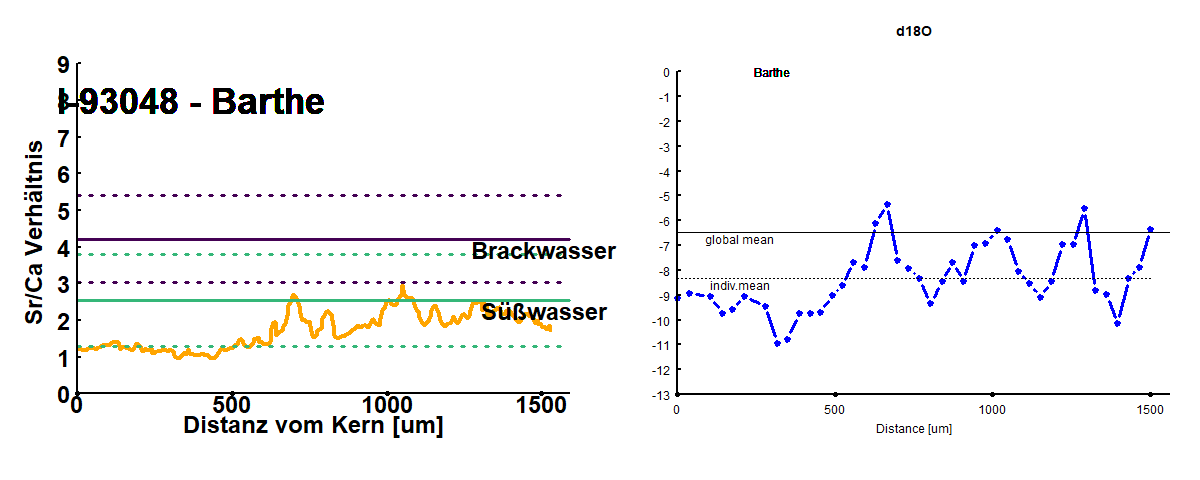 d18O
9
8
7
6
5
4
3
2
1
0
I-93048 - Barthe
Sr/Ca Verhältnis
Brackwasser
Süßwasser
0 500 1000 1500
Distanz vom Kern [um]
0
-1
-2
-3
-4
-5
-6
-7
-8
-9
-10
-11
-12
-13
Barthe
global mean
indiv.mean
0 500 1000 1500
Distance [um]